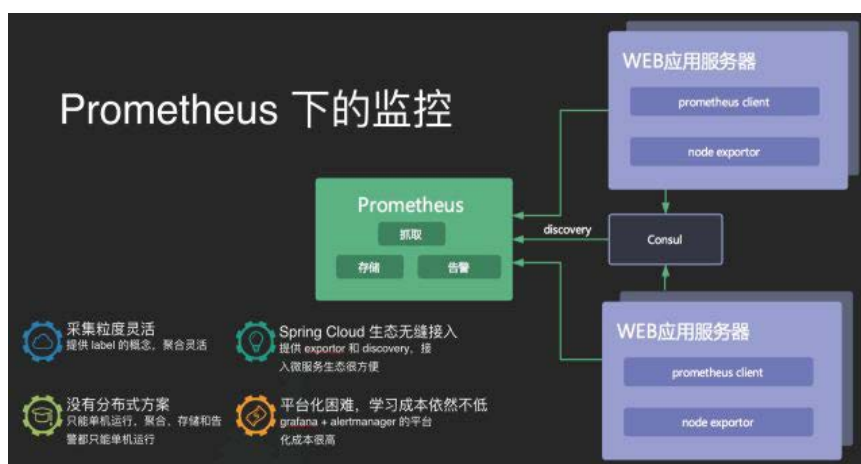 Prometheus 下的监控
WEB应用服务器
prometheus client
node exportor
Prometheus
抓取
存储
告警
discovery
Consul
WEB应用服务器
prometheus client
node exportor
采集粒度灵活
提供 label 的概念，聚合灵活
Spring Cloud 生态无缝接入
提供 exportor 和 discovery，接
入微服务生态很方便
没有分布式方案
只能单机运行，聚合、存储和告
警都只能单机运行
平台化困难，学习成本依然不低
grafana + alertmanager 的平台
化成本很高